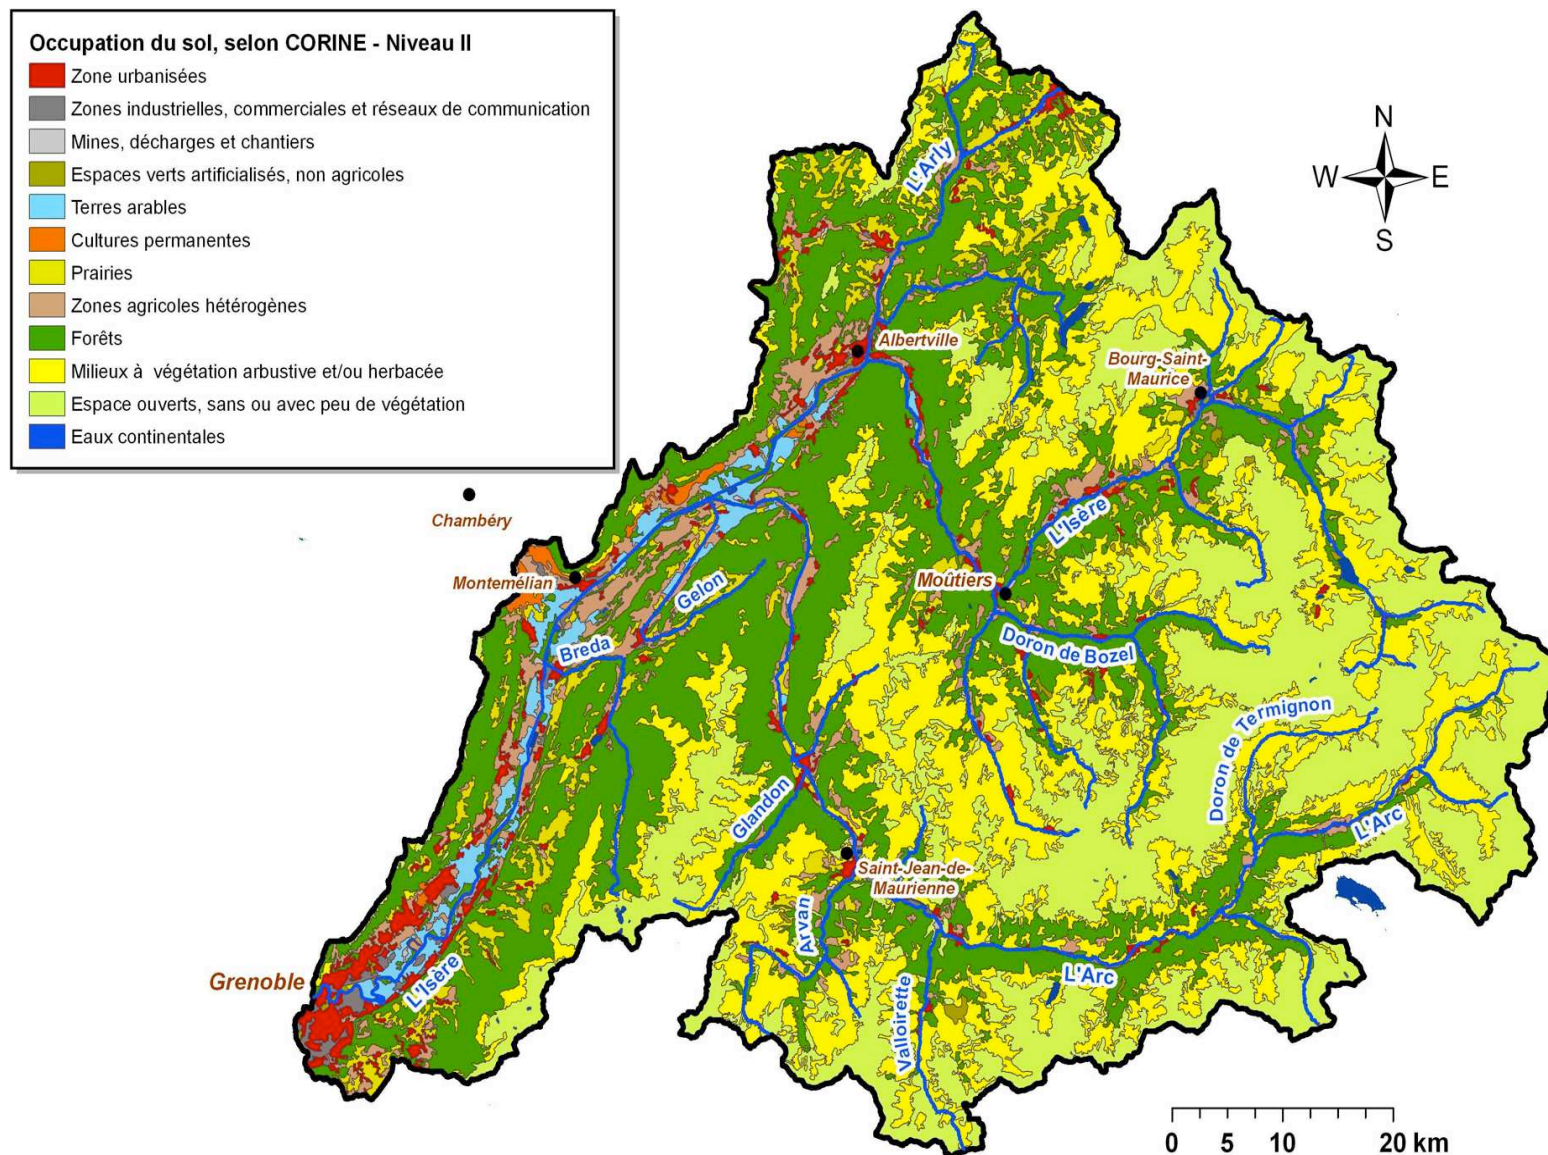 Occupation du sol, selon CORINE - Niveau II
Zone urbanisées
Zones industrielles, commerciales et réseaux de communication
Mines, décharges et chantiers
Espaces verts artificialisés, non agricoles
Terres arables
Cultures permanentes
Prairies
Zones agricoles hétérogènes
Forêts
Milieux à végétation arbustive et/ou herbacée
Espace ouverts, sans ou avec peu de végétation
Eaux continentales
N
W
E
S
L'Arly
Albertville
Bourg-Saint-
Maurice
Chambéry
L'Isère
Montemélian
Moûtiers
Gelon
Breda
Doron de Bozel
Doron de Termignon
Glandon
L'Arc
Saint-Jean-de-
Maurienne
Arvan
Grenoble
L'Isère
L'Arc
Valloirette
0 5 10 20 km